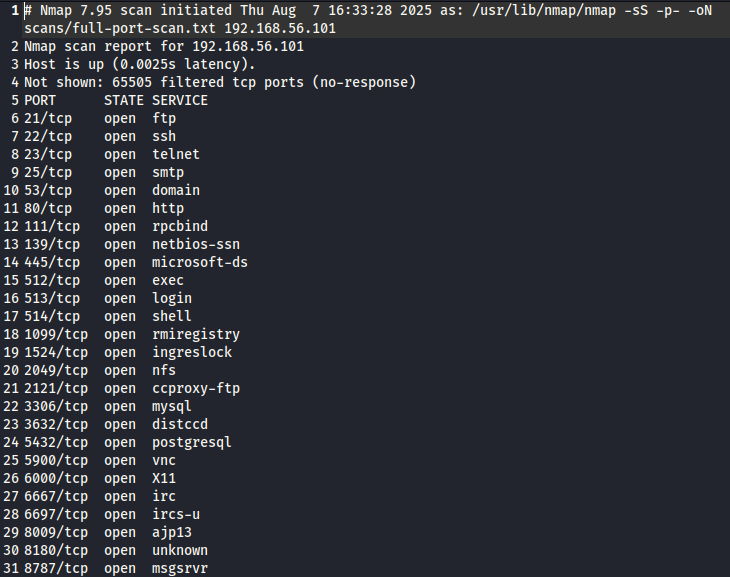 1 # Nmap 7.95 scan initiated Thu Aug  7 16:33:28 2025 as: /usr/lib/nmap/nmap -sS -p- -oN
scans/full-port-scan.txt 192.168.56.101
2 Nmap scan report for 192.168.56.101
3 Host is up (0.0025s latency).
4 Not shown: 65505 filtered tcp ports (no-response)
5 PORT      STATE SERVICE
6 21/tcp    open  ftp
7 22/tcp    open  ssh
8 23/tcp    open  telnet
9 25/tcp    open  smtp
10 53/tcp    open  domain
11 80/tcp    open  http
12 111/tcp   open  rpcbind
13 139/tcp   open  netbios-ssn
14 445/tcp   open  microsoft-ds
15 512/tcp   open  exec
16 513/tcp   open  login
17 514/tcp   open  shell
18 1099/tcp  open  rmiregistry
19 1524/tcp  open  ingreslock
20 2049/tcp  open  nfs
21 2121/tcp  open  ccproxy-ftp
22 3306/tcp  open  mysql
23 3632/tcp  open  distccd
24 5432/tcp  open  postgresql
25 5900/tcp  open  vnc
26 6000/tcp  open  X11
27 6667/tcp  open  irc
28 6697/tcp  open  ircs-u
29 8009/tcp  open  ajp13
30 8180/tcp  open  unknown
31 8787/tcp  open  msgsrvr